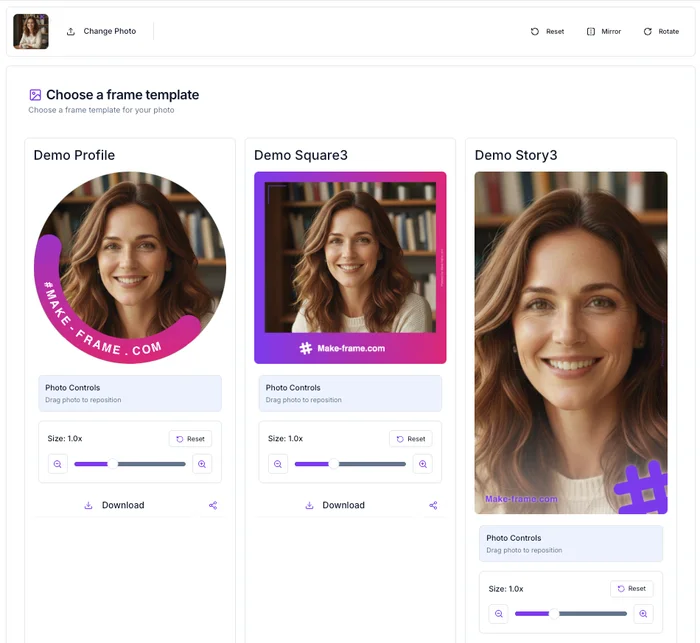 Change Photo
Reset
Mirror
Rotate
Choose a frame template
Choose a frame template for your photo
Demo Profile
#MAKE-FRAME.COM
Photo Controls
Drag photo to reposition
Size: 1.0x
Reset
Download
Demo Square3
Make-frame.com
Photo Controls
Drag photo to reposition
Size: 1.0x
Reset
Download
Demo Story3
Make-frame.com
Photo Controls
Drag photo to reposition
Size: 1.0x
Reset